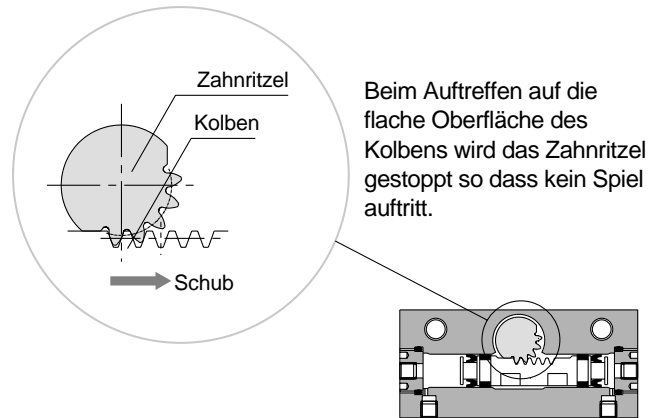 Zahnritzel
Kolben
Schub
Beim Auftreffen auf die
flache Oberfläche des
Kolbens wird das Zahnritzel
gestoppt so dass kein Spiel
auftritt.